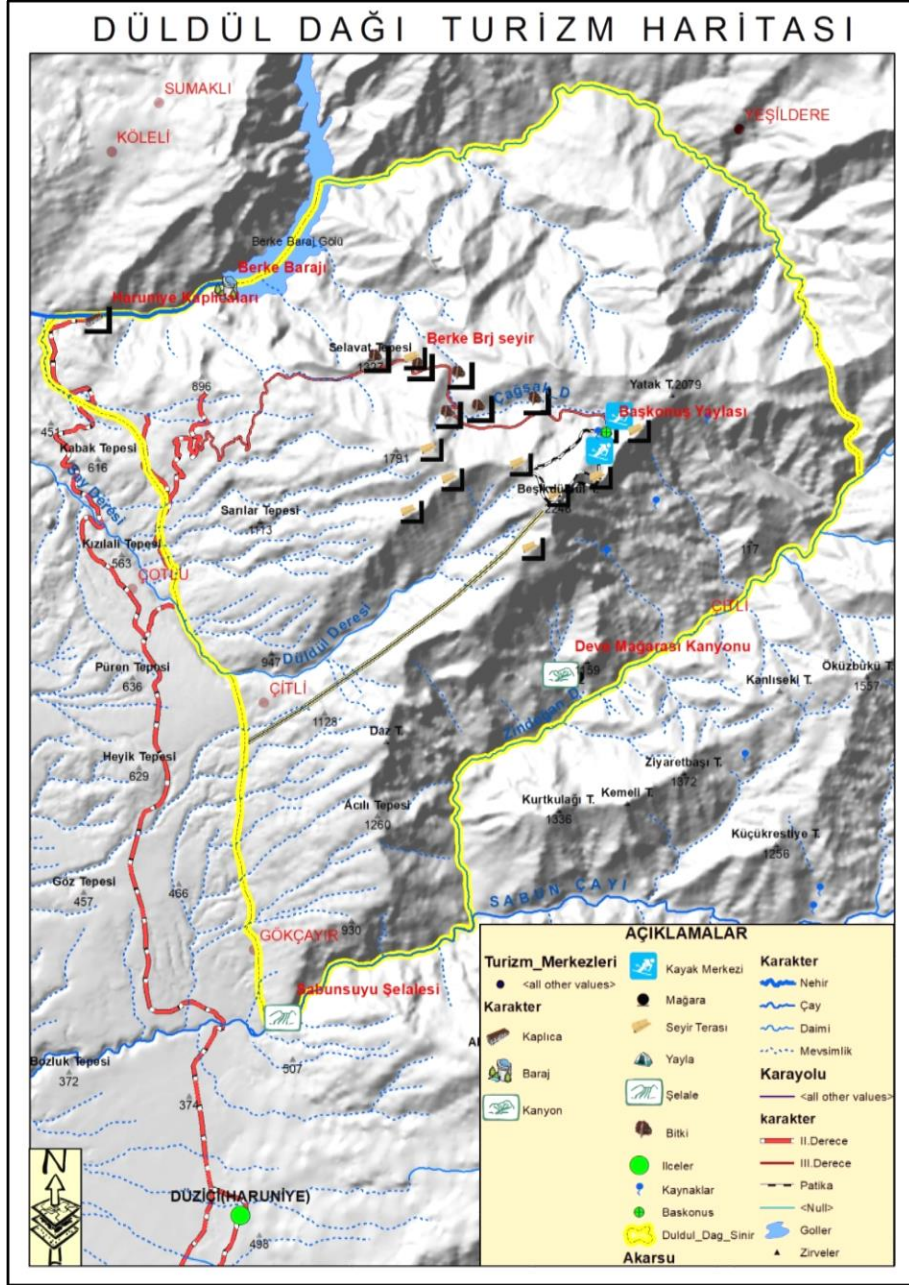 DÜLDÜL DAĞI TURİZM HARİTASI
SUMAKLI
KÖLELİ
YEŞİLDERE
Berke Baraj Gölü
Berke Barajı
Haruniye Kaplıcaları
Berke Brj seyir
Selavat Tepesi
1327
896
Çağşak D
Yatak T.2079
Başkonuş Yaylası
451
Kabak Tepesi
616
1791
Beşikdüldül T.
2246
Sarılar Tepesi
1173
Kızılali Tepesi
563
ÇOTLU
117
ÇİTLİ
Düldül Deresi
947
Deve Mağarası Kanyonu
1159
Püren Tepesi
636
ÇİTLİ
1128
Zindeğan D.
Kanlıseki T.
Öküzbükü T.
1557
Daz T.
Heyik Tepesi
629
Ziyaretbaşı T.
1372
Kurtkulağı T.
1336
Kemeli T.
Acılı Tepesi
1260
Küçükrestiye T.
1256
Göz Tepesi
457
466
SABUN ÇAYI
930
GÖKÇAYIR
Sabunsuyu Şelalesi
Bozluk Tepesi
372
507
374
DÜZİÇİ(HARUNİYE)
498
N
AÇIKLAMALAR
Turizm_Merkezleri
<all other values>
Karakter
Kaplıca
Baraj
Kanyon
Kayak Merkezi
Mağara
Seyir Terası
Yayla
Şelale
Bitki
Ilceler
Kaynaklar
Baskonus
Duldul_Dag_Sinir
Akarsu
Karakter
Nehir
Çay
Daimi
Mevsimlik
Karayolu
<all other values>
karakter
II.Derece
III.Derece
Patika
<Null>
Goller
Zirveler